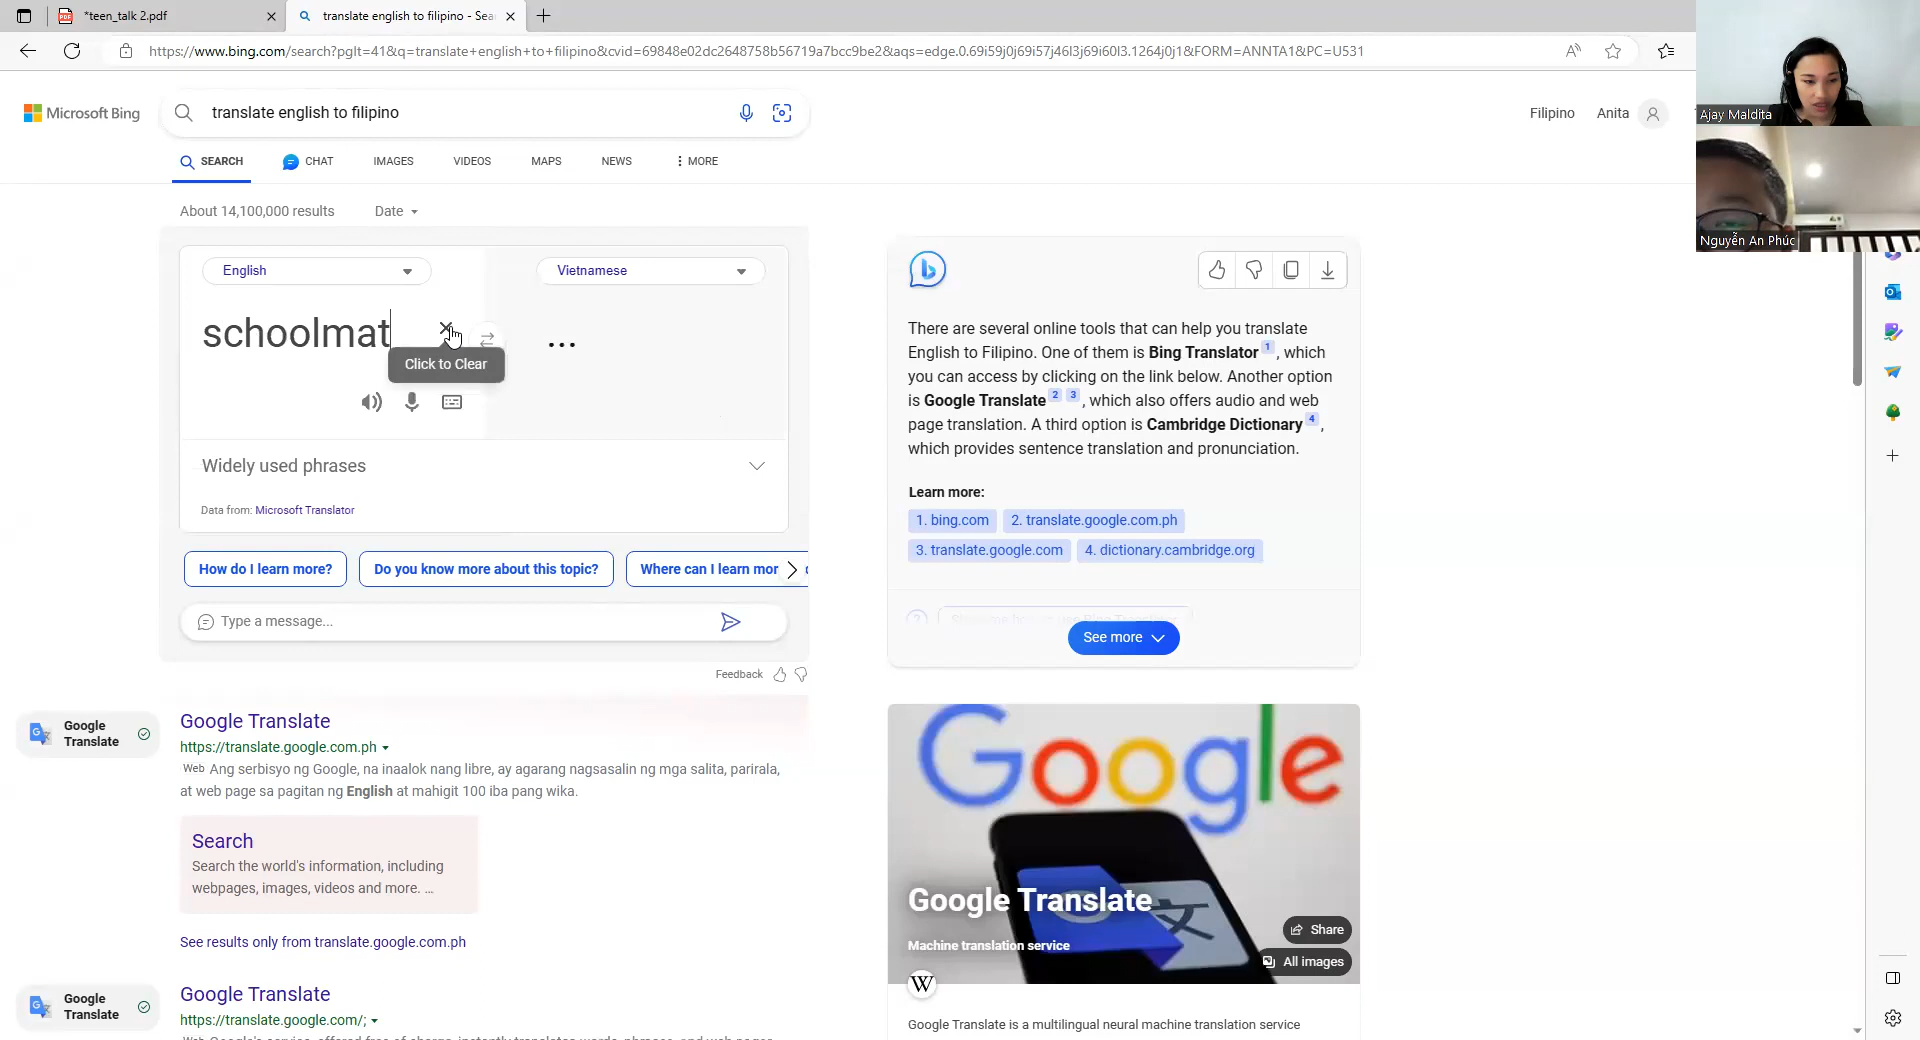 *teen_talk 2.pdf
translate english to filipino - Sea
https://www.bing.com/search?pglt=41&q=translate+english+to+filipino&cvid=69848e02dc2648758b56719a7bcc9be2&aqs=edge.0.69i59j0j69i57j46l3j69i60l3.1264j0j1&FORM=ANNTA1&PC=U531
Ajay Maldita
Nguyễn An Phúc
Microsoft Bing
translate english to filipino
Filipino
Anita
SEARCH
CHAT
IMAGES
VIDEOS
MAPS
NEWS
MORE
About 14,100,000 results
Date
English
Vietnamese
schoolmat
...
Click to Clear
Widely used phrases
Data from: Microsoft Translator
How do I learn more?
Do you know more about this topic?
Where can I learn mor
Type a message...
Feedback
There are several online tools that can help you translate
English to Filipino. One of them is Bing Translator 1 , which
you can access by clicking on the link below. Another option
is Google Translate 2 3 , which also offers audio and web
page translation. A third option is Cambridge Dictionary 4 ,
which provides sentence translation and pronunciation.
Learn more:
1. bing.com
2. translate.google.com.ph
3. translate.google.com
4. dictionary.cambridge.org
See more
Google
Translate
Google Translate
https://translate.google.com.ph
Web Ang serbisyo ng Google, na inaalok nang libre, ay agarang nagsasalin ng mga salita, parirala,
at web page sa pagitan ng English at mahigit 100 iba pang wika.
Search
Search the world's information, including
webpages, images, videos and more. ...
See results only from translate.google.com.ph
Google
Translate
Google Translate
https://translate.google.com/;
Google
Google Translate
Machine translation service
Share
All images
W
Google Translate is a multilingual neural machine translation service